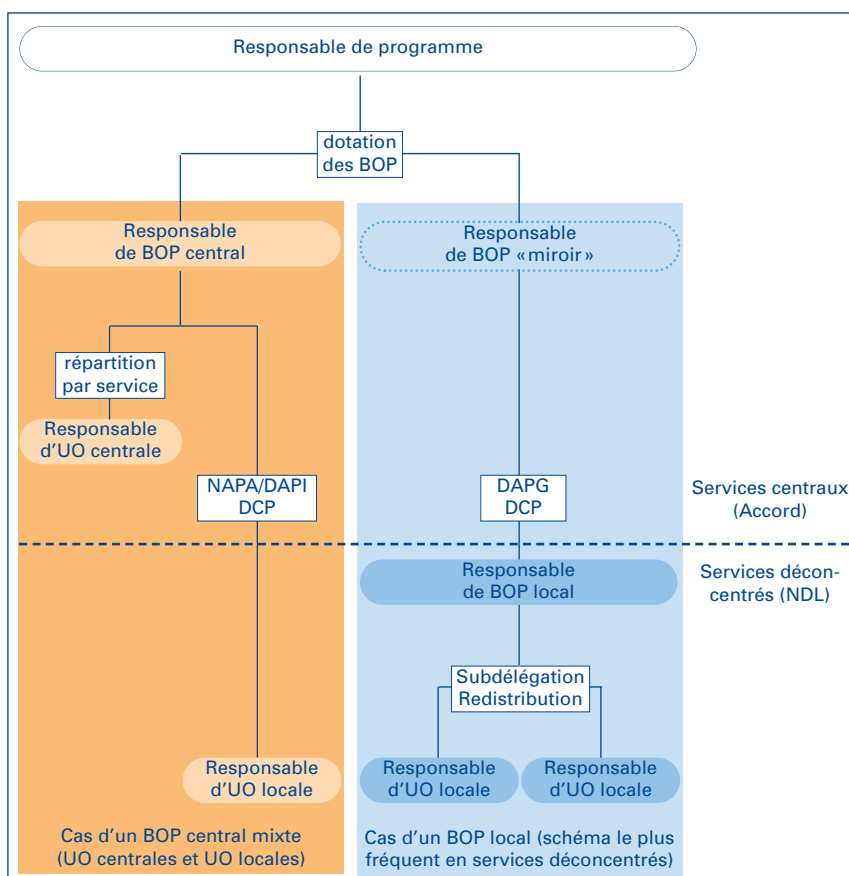 Responsable de programme
dotation
des BOP
Responsable
de BOP central
Responsable
de BOP «miroir»
répartition
par service
Responsable
d'UO centrale
NAPA/DAPI
DCP
DAPG
DCP
Services centraux
(Accord)
Responsable
de BOP local
Services décon-
centrés (NDL)
Subdélégation
Redistribution
Responsable
d'UO locale
Responsable
d'UO locale
Responsable
d'UO locale
Cas d'un BOP central mixte
(UO centrales et UO locales)
Cas d'un BOP local (schéma le plus
fréquent en services déconcentrés)